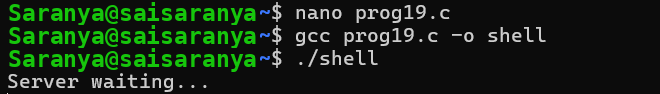 Saranya@saisaranya~$ nano prog19.c
Saranya@saisaranya~$ gcc prog19.c -o shell
Saranya@saisaranya~$ ./shell
Server waiting...